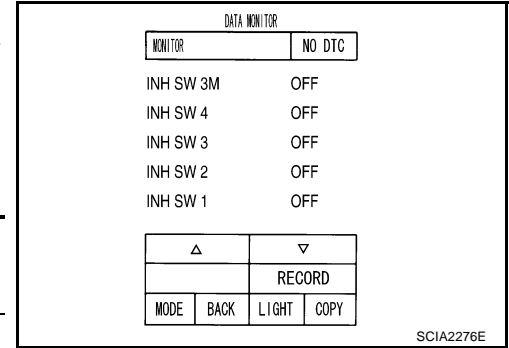 DATA MONITOR
MONITOR NO DTC
INH SW 3M OFF
INH SW 4 OFF
INH SW 3 OFF
INH SW 2 OFF
INH SW 1 OFF
△ ▽
RECORD
MODE BACK LIGHT COPY
SCIA2276E